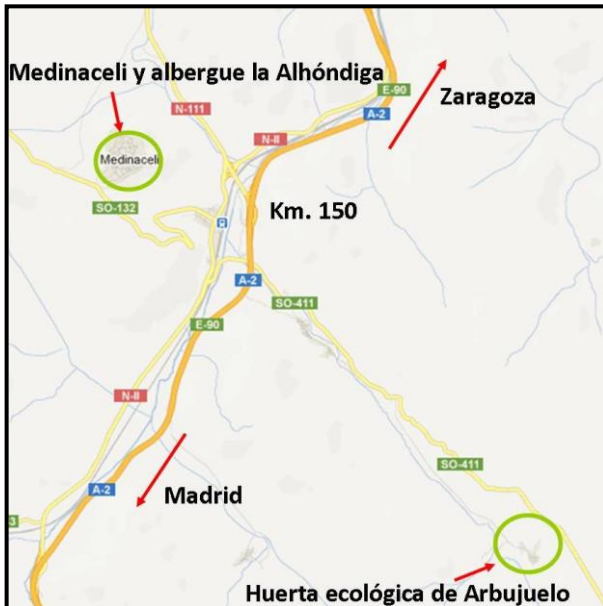 E-90
Medinaceli y albergue la Alhóndiga
Zaragoza
N-111
N-II
A-2
Medinaceli
SO-132
Km. 150
A-2
SO-411
E-90
N-II
SO-411
A-2
Madrid
-3
Huerta ecológica de Arbujuelo